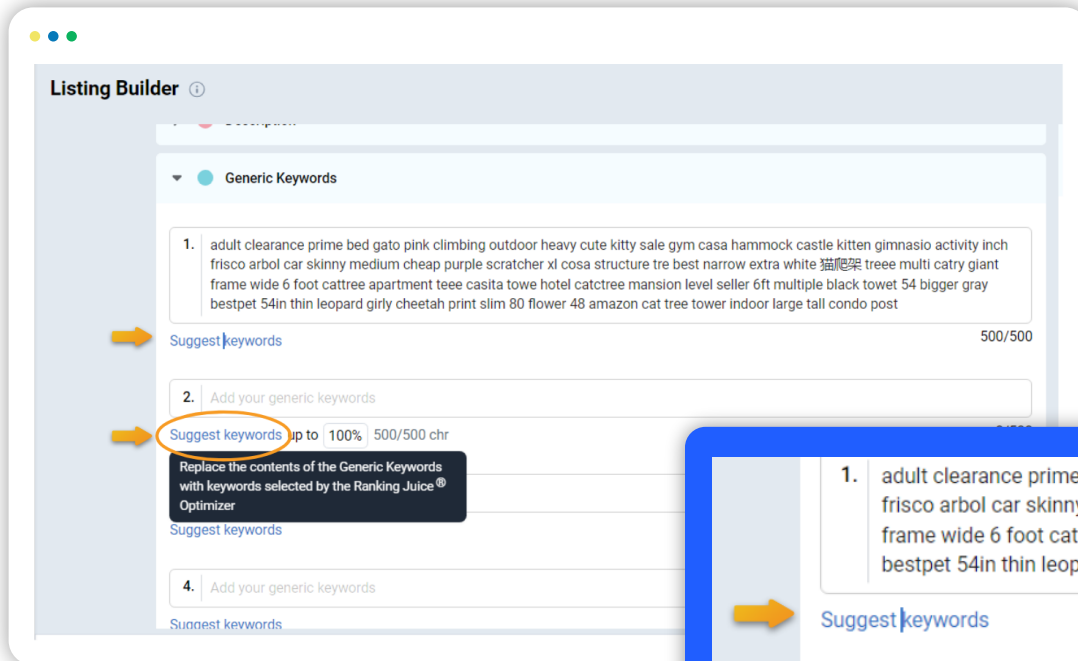 Listing Builder
Description
Generic Keywords
1. adult clearance prime bed gato pink climbing outdoor heavy cute kitty sale gym casa hammock castle kitten gimnasio activity inch
frisco arbol car skinny medium cheap purple scratcher xl cosa structure tre best narrow extra white 猫爬架 treee multi catry giant
frame wide 6 foot cattree apartment teee casita towe hotel catctree mansion level seller 6ft multiple black towet 54 bigger gray
bestpet 54in thin leopard girly cheetah print slim 80 flower 48 amazon cat tree tower indoor large tall condo post
Suggest keywords 500/500
2. Add your generic keywords
Suggest keywords up to 100% 500/500 chr
Replace the contents of the Generic Keywords
with keywords selected by the Ranking Juice®
Optimizer
Suggest keywords
4. Add your generic keywords
Suggest keywords
1. adult clearance prime
frisco arbol car skinny
frame wide 6 foot cat
bestpet 54in thin leop
Suggest keywords